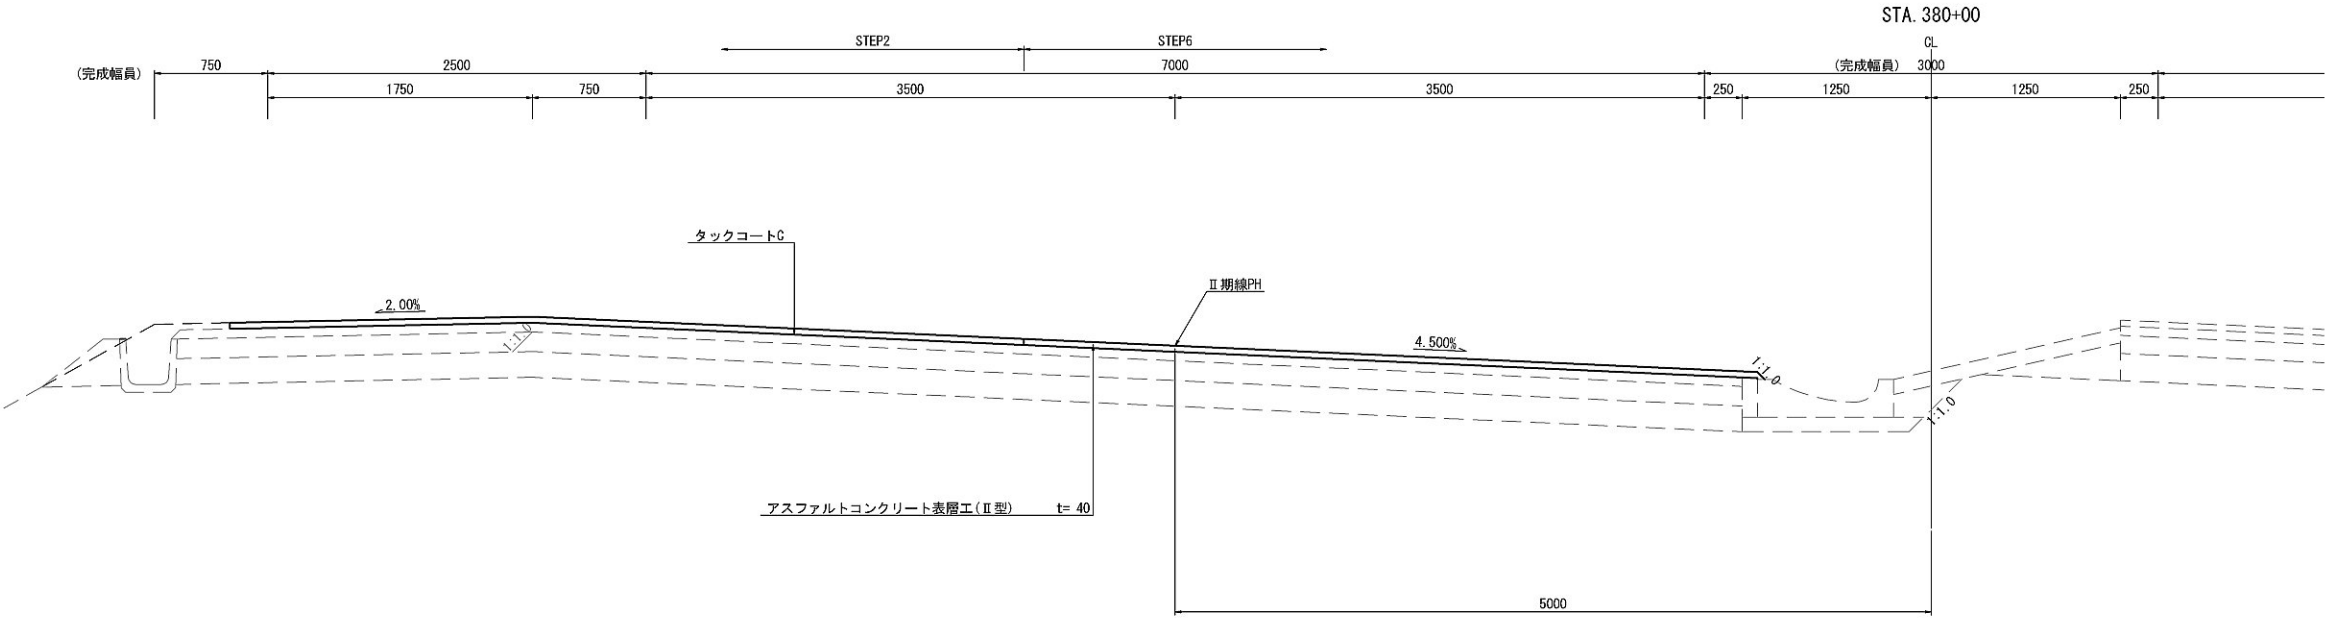 STA.380+00
STEP2
STEP6
CL
(完成幅員)
750
2500
7000
(完成幅員)
3000
1750
750
3500
3500
250
1250
1250
250
タックコートG
Ⅱ期線PH
2.00%
1:1.0
4.500%
1:1.0
1:1.0
アスファルトコンクリート表層工(Ⅱ型) t= 40
5000